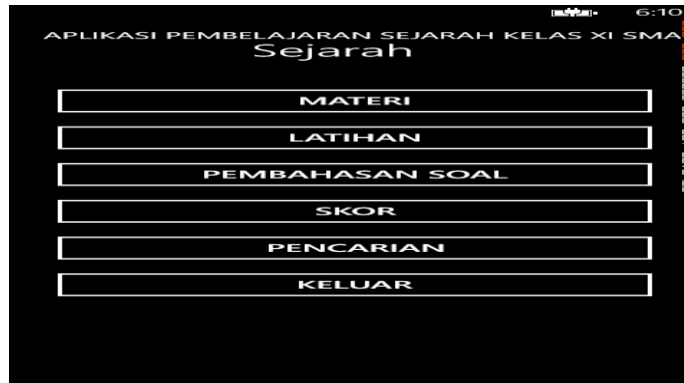 6:10
APLIKASI PEMBELAJARAN SEJARAH KELAS XI SMA
Sejarah
MATERI
LATIHAN
PEMBAHASAN SOAL
SKOR
PENCARIAN
KELUAR